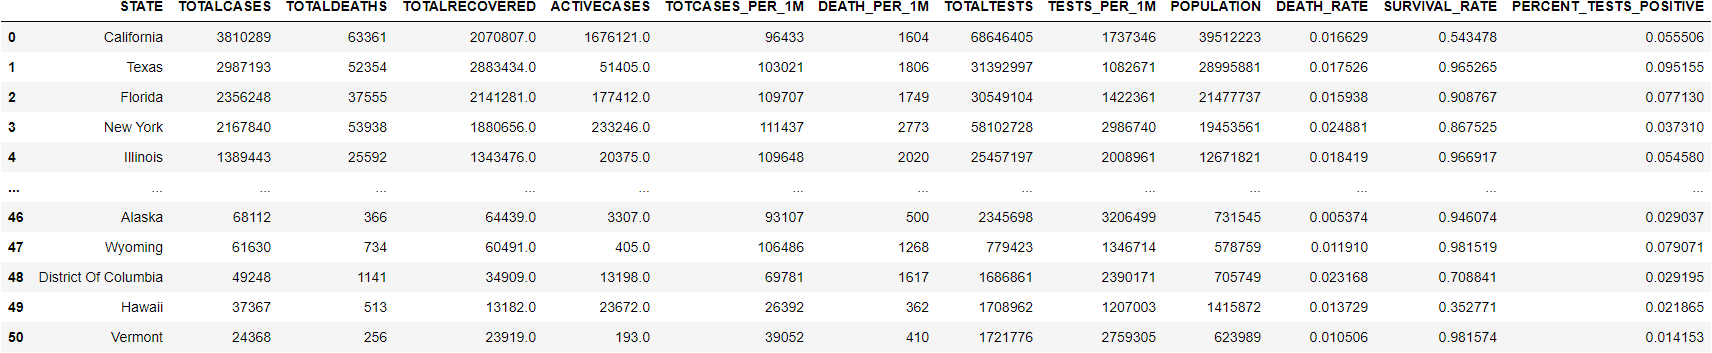 STATE TOTALCASES TOTALDEATHS TOTALRECOVERED ACTIVECASES TOTCASES_PER_1M DEATH_PER_1M TOTALTESTS TESTS_PER_1M POPULATION DEATH_RATE SURVIVAL_RATE PERCENT_TESTS_POSITIVE
0 California 3810289 63361 2070807.0 1676121.0 96433 1604 68646405 1737346 39512223 0.016629 0.543478 0.055506
1 Texas 2987193 52354 2883434.0 51405.0 103021 1806 31392997 1082671 28995881 0.017526 0.965265 0.095155
2 Florida 2356248 37555 2141281.0 177412.0 109707 1749 30549104 1422361 21477737 0.015938 0.908767 0.077130
3 New York 2167840 53938 1880656.0 233246.0 111437 2773 58102728 2986740 19453561 0.024881 0.867525 0.037310
4 Illinois 1389443 25592 1343476.0 20375.0 109648 2020 25457197 2008961 12671821 0.018419 0.966917 0.054580
... ... ... ... ... ... ... ... ... ... ... ... ... ...
46 Alaska 68112 366 64439.0 3307.0 93107 500 2345698 3206499 731545 0.005374 0.946074 0.029037
47 Wyoming 61630 734 60491.0 405.0 106486 1268 779423 1346714 578759 0.011910 0.981519 0.079071
48 District Of Columbia 49248 1141 34909.0 13198.0 69781 1617 1686861 2390171 705749 0.023168 0.708841 0.029195
49 Hawaii 37367 513 13182.0 23672.0 26392 362 1708962 1207003 1415872 0.013729 0.352771 0.021865
50 Vermont 24368 256 23919.0 193.0 39052 410 1721776 2759305 623989 0.010506 0.981574 0.014153